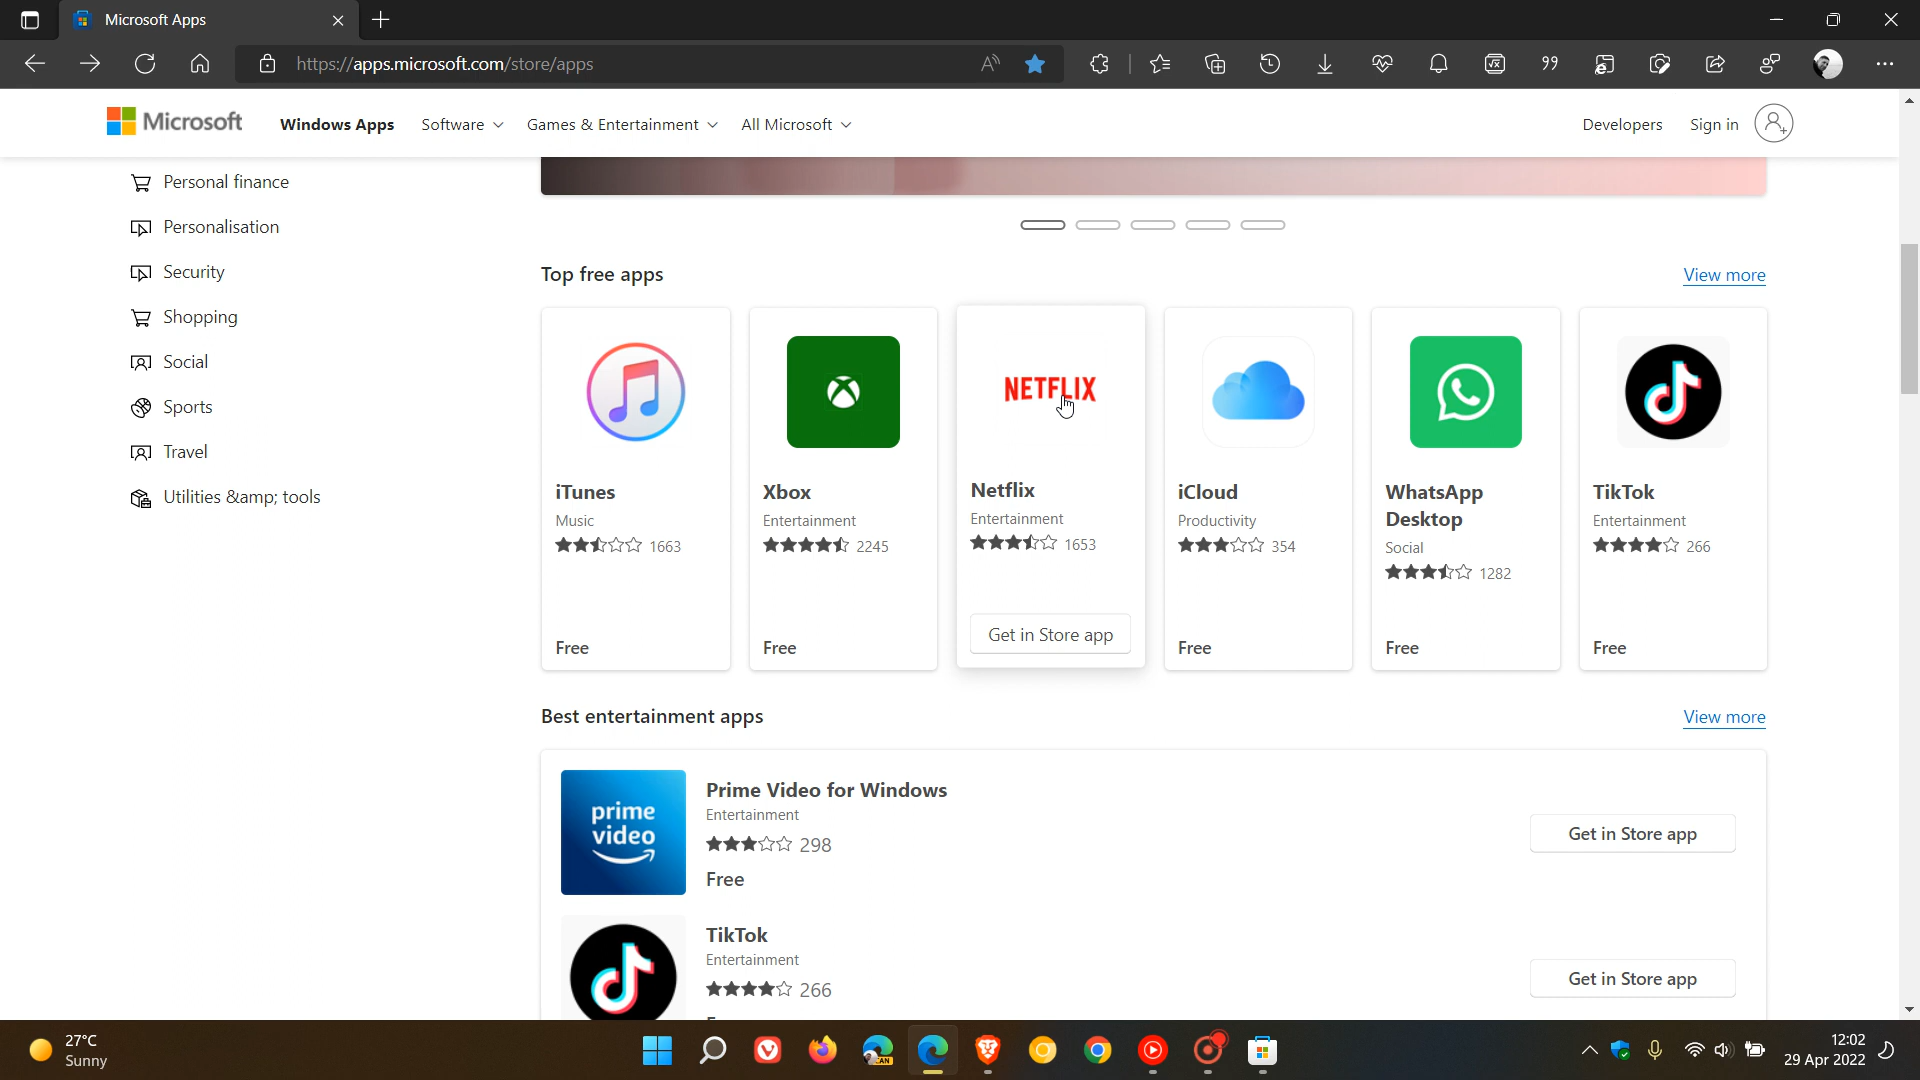 Microsoft Apps
https://apps.microsoft.com/store/apps
Microsoft Windows Apps Software Games & Entertainment All Microsoft Developers Sign in
Personal finance
Personalisation
Security
Shopping
Social
Sports
Travel
Utilities &amp; tools
Top free apps View more
NETFLIX
iTunes
Music
1663
Free
Xbox
Entertainment
2245
Free
Netflix
Entertainment
1653
Get in Store app
iCloud
Productivity
354
Free
WhatsApp
Desktop
Social
1282
Free
TikTok
Entertainment
266
Free
Best entertainment apps View more
prime
video
Prime Video for Windows
Entertainment
298
Free
Get in Store app
TikTok
Entertainment
266
Get in Store app
27°C
Sunny
CAN
12:02
29 Apr 2022